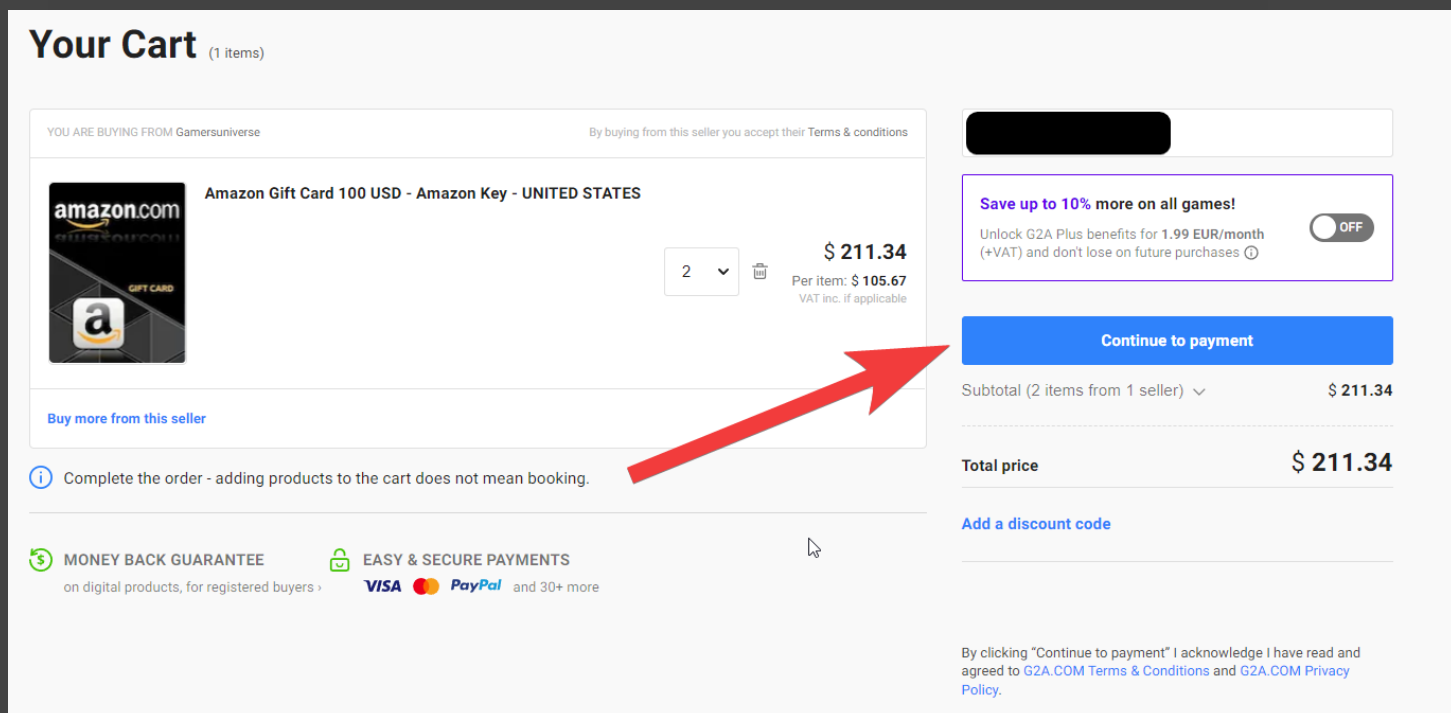 Your Cart (1 items)
YOU ARE BUYING FROM Gamersuniverse
By buying from this seller you accept their Terms & conditions
amazon.com
GIFT CARD
a
Amazon Gift Card 100 USD - Amazon Key - UNITED STATES
2
$ 211.34
Per item: $ 105.67
VAT inc. if applicable
Buy more from this seller
Complete the order - adding products to the cart does not mean booking.
MONEY BACK GUARANTEE
on digital products, for registered buyers ›
EASY & SECURE PAYMENTS
VISA PayPal and 30+ more
Save up to 10% more on all games!
Unlock G2A Plus benefits for 1.99 EUR/month
(+VAT) and don't lose on future purchases
OFF
Continue to payment
Subtotal (2 items from 1 seller) $ 211.34
Total price $ 211.34
Add a discount code
By clicking “Continue to payment” I acknowledge I have read and
agreed to G2A.COM Terms & Conditions and G2A.COM Privacy
Policy.